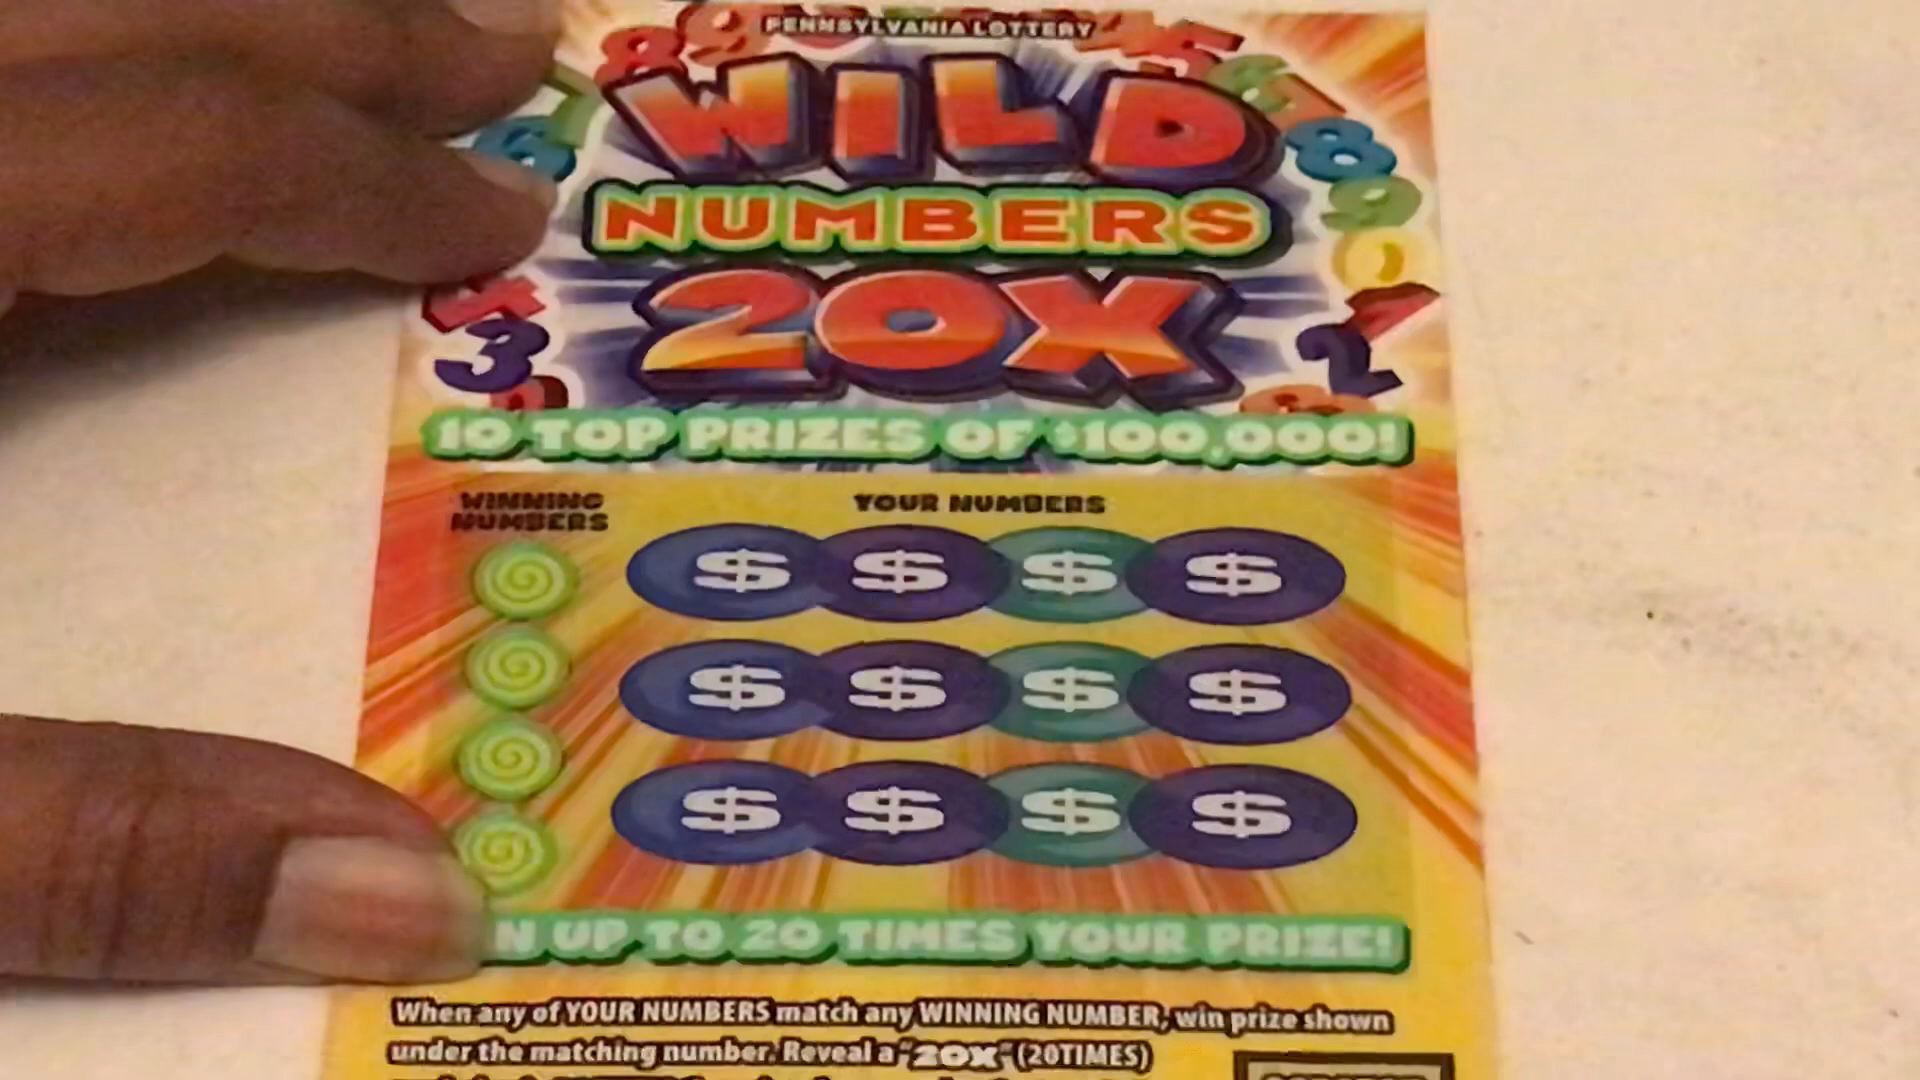 PENNSYLVANIA LOTTERY
WILD
NUMBERS
20X
10 TOP PRIZES OF $100,000!
WINNING NUMBERS
YOUR NUMBERS
$ $ $ $
$ $ $ $
$ $ $ $
N UP TO 20 TIMES YOUR PRIZE!
When any of YOUR NUMBERS match any WINNING NUMBER, win prize shown
under the matching number. Reveal a "20X" (20TIMES)